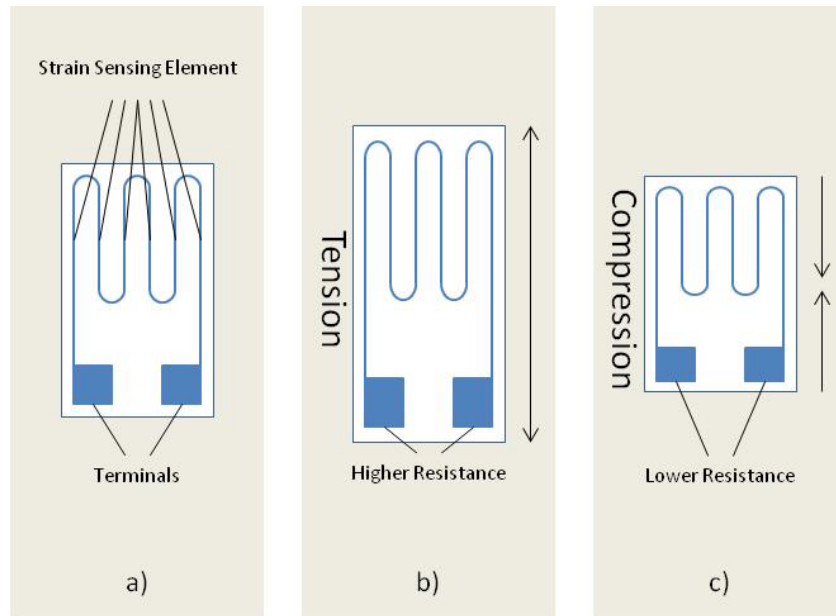 Strain Sensing Element
Terminals
a)
Tension
Higher Resistance
b)
Compression
Lower Resistance
c)